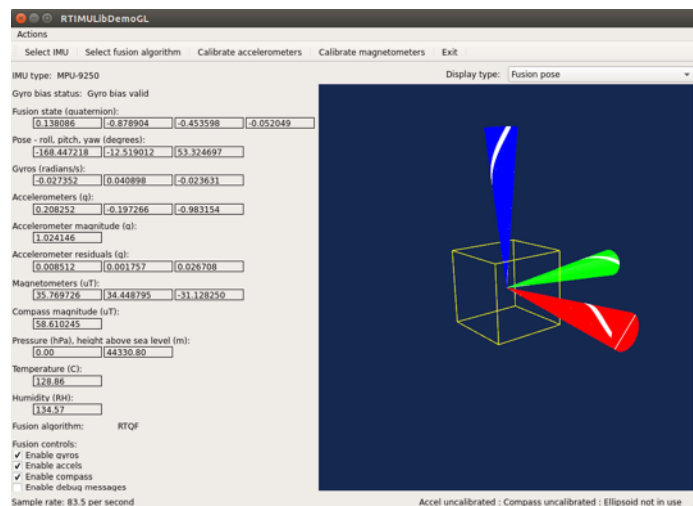 RTIMULibDemoGL
Actions
Select IMU Select fusion algorithm Calibrate accelerometers Calibrate magnetometers Exit
IMU type: MPU-9250
Display type: Fusion pose
Gyro bias status: Gyro bias valid
Fusion state (quaternion):
0.138086 -0.878904 -0.453598 -0.052049
Pose - roll, pitch, yaw (degrees):
-168.447218 -12.519012 53.324697
Gyros (radians/s):
-0.027352 0.040898 -0.023631
Accelerometers (g):
0.208252 -0.197266 -0.983154
Accelerometer magnitude (g):
1.024146
Accelerometer residuals (g):
0.008512 0.001757 0.026708
Magnetometers (uT):
35.769726 34.448795 -31.128250
Compass magnitude (uT):
58.610245
Pressure (hPa), height above sea level (m):
0.00 44330.80
Temperature (C):
128.86
Humidity (RH):
134.57
Fusion algorithm: RTQF
Fusion controls:
Enable gyros
Enable accels
Enable compass
Enable debug messages
Sample rate: 83.5 per second
Accel uncalibrated : Compass uncalibrated : Ellipsoid not in use